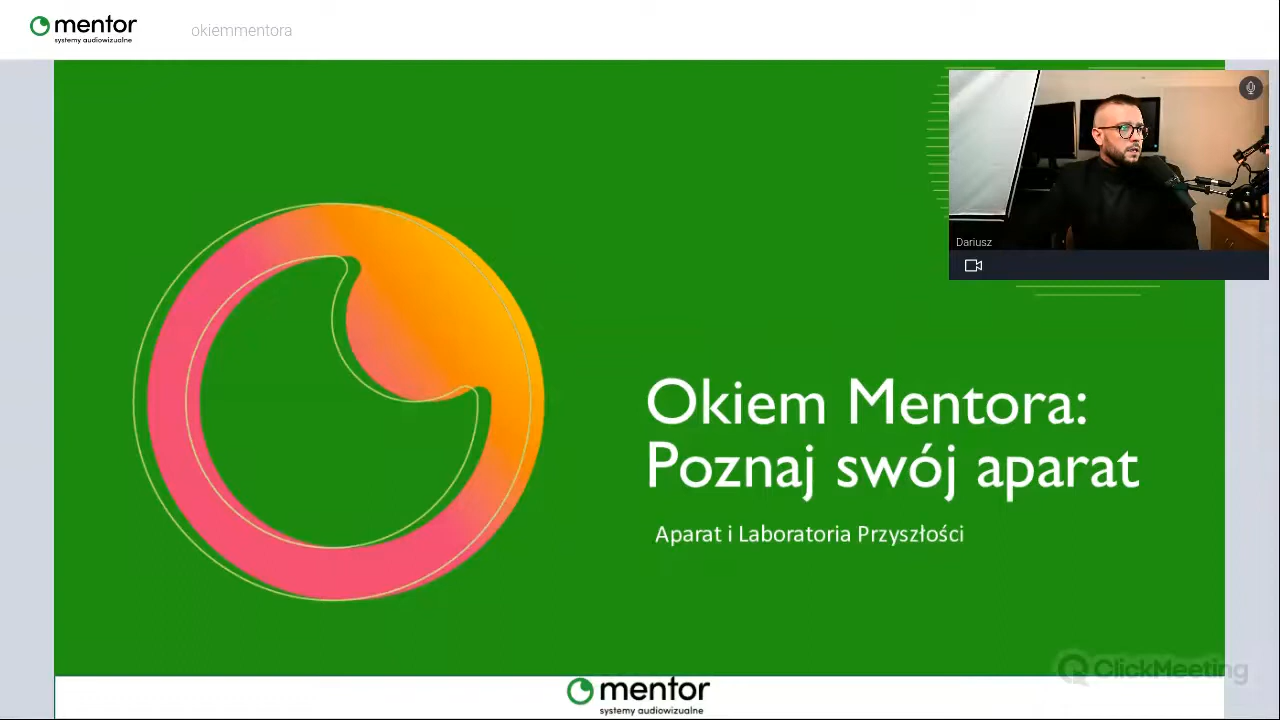 mentor
systemy audiowizualne
okiemmentora
Dariusz
Okiem Mentora:
Poznaj swój aparat
Aparat i Laboratoria Przyszłości
ClickMeeting
mentor
systemy audiowizualne